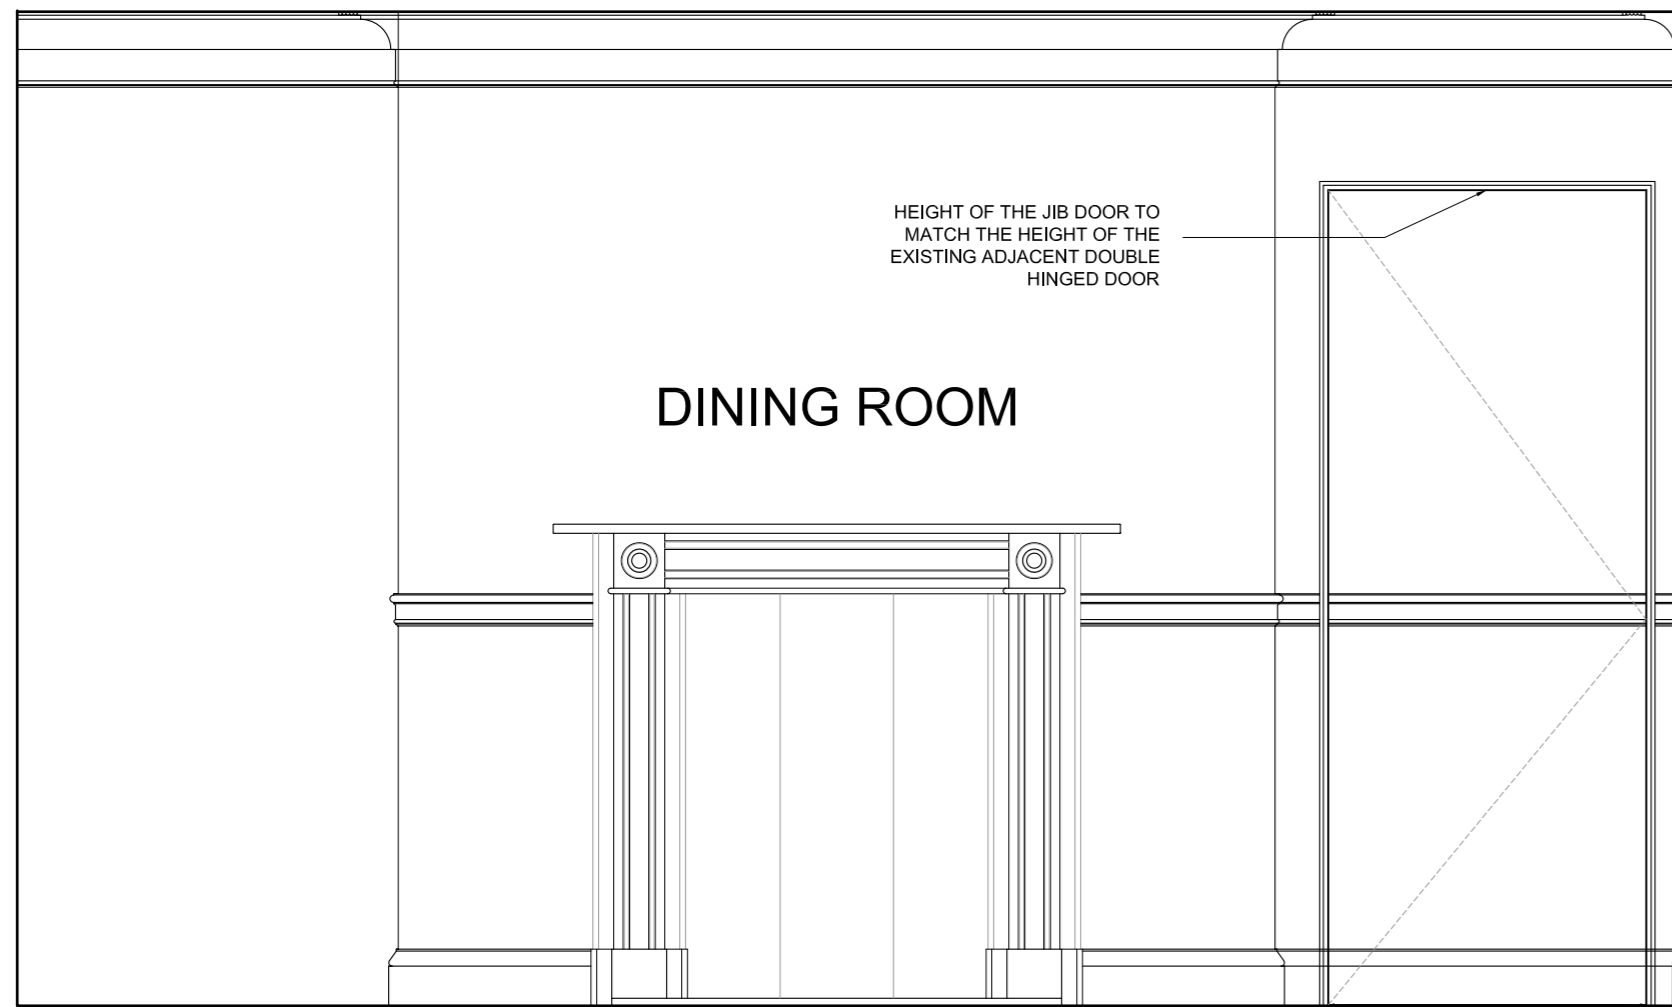 HEIGHT OF THE JIB DOOR TO
MATCH THE HEIGHT OF THE
EXISTING ADJACENT DOUBLE
HINGED DOOR
DINING ROOM